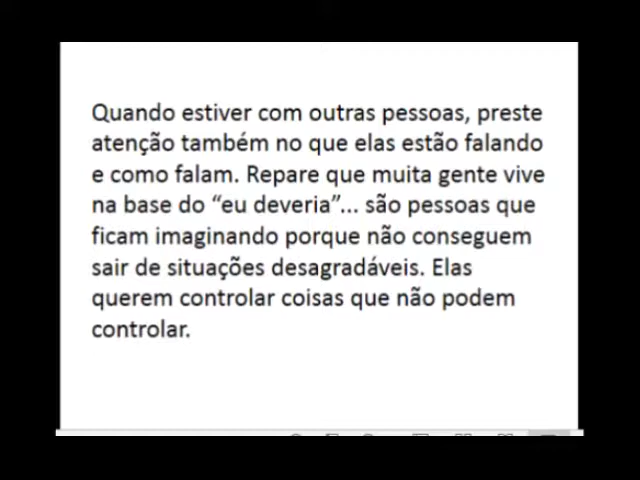 Quando estiver com outras pessoas, preste
atenção também no que elas estão falando
e como falam. Repare que muita gente vive
na base do “eu deveria”... são pessoas que
ficam imaginando porque não conseguem
sair de situações desagradáveis. Elas
querem controlar coisas que não podem
controlar.